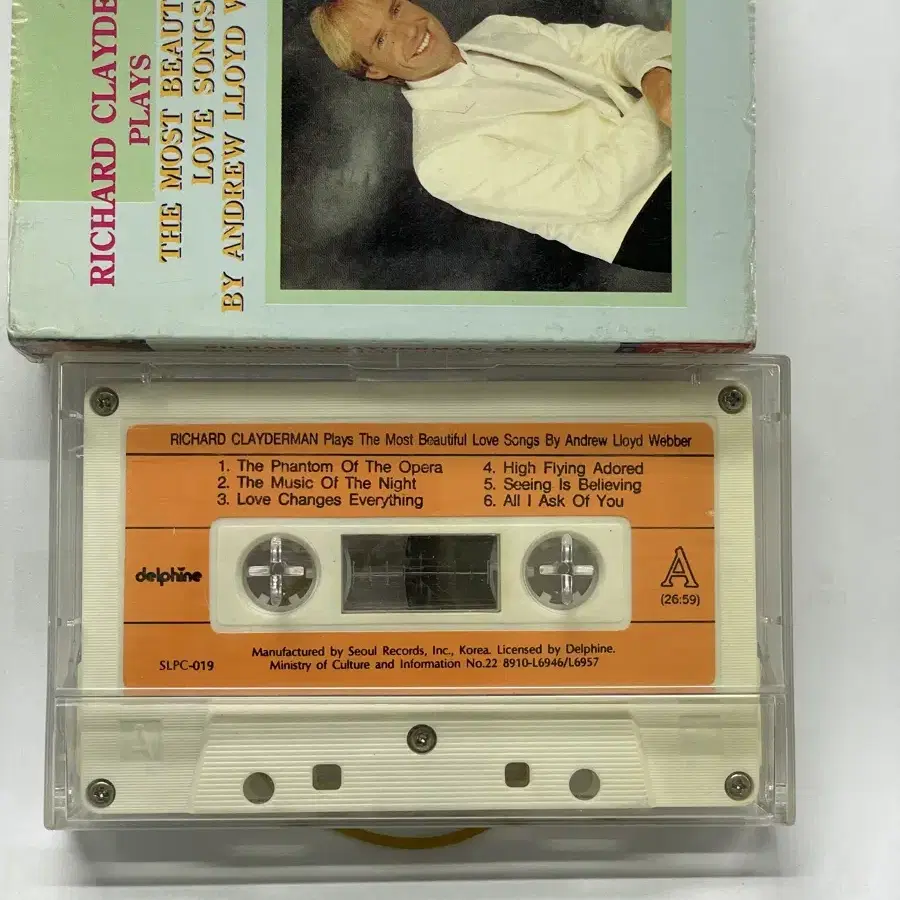 RICHARD CLAYDE
PLAYS
THE MOST BEAUT
LOVE SONGS
BY ANDREW LLOYD W
RICHARD CLAYDERMAN Plays The Most Beautiful Love Songs By Andrew Lloyd Webber
1. The Phantom Of The Opera
2. The Music Of The Night
3. Love Changes Everything
4. High Flying Adored
5. Seeing Is Believing
6. All I Ask Of You
delphine
A
(26:59)
Manufactured by Seoul Records, Inc., Korea. Licensed by Delphine.
SLPC-019
Ministry of Culture and Information No.22 8910-L6946/L6957
A